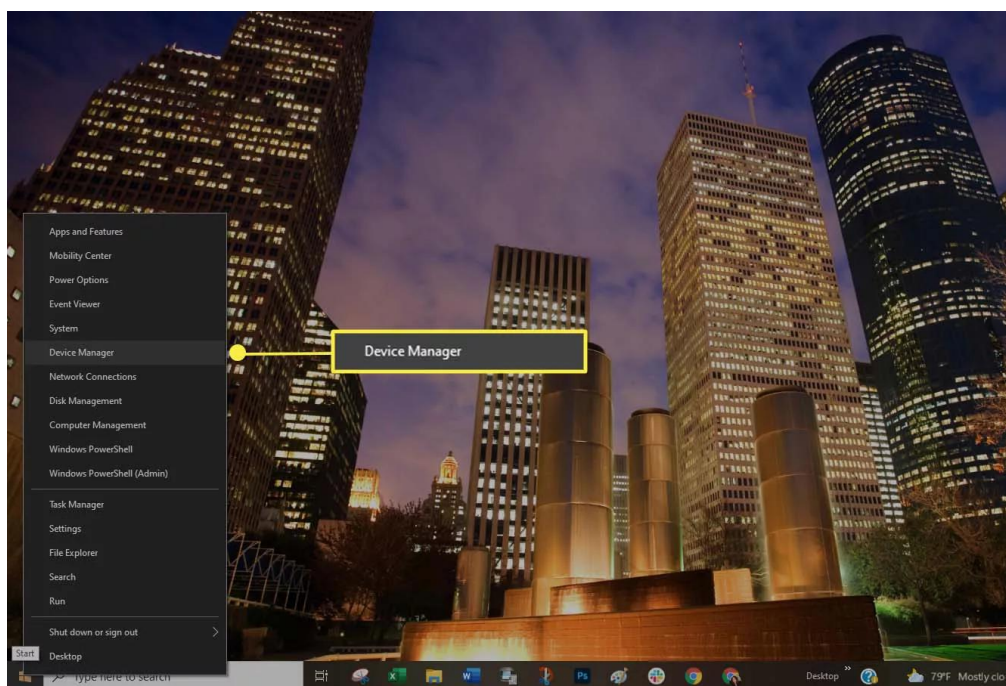 Apps and Features
Mobility Center
Power Options
Event Viewer
System
Device Manager
Device Manager
Network Connections
Disk Management
Computer Management
Windows PowerShell
Windows PowerShell (Admin)
Task Manager
Settings
File Explorer
Search
Run
Shut down or sign out
Desktop
Start
Type here to search
Desktop
79°F Mostly clo